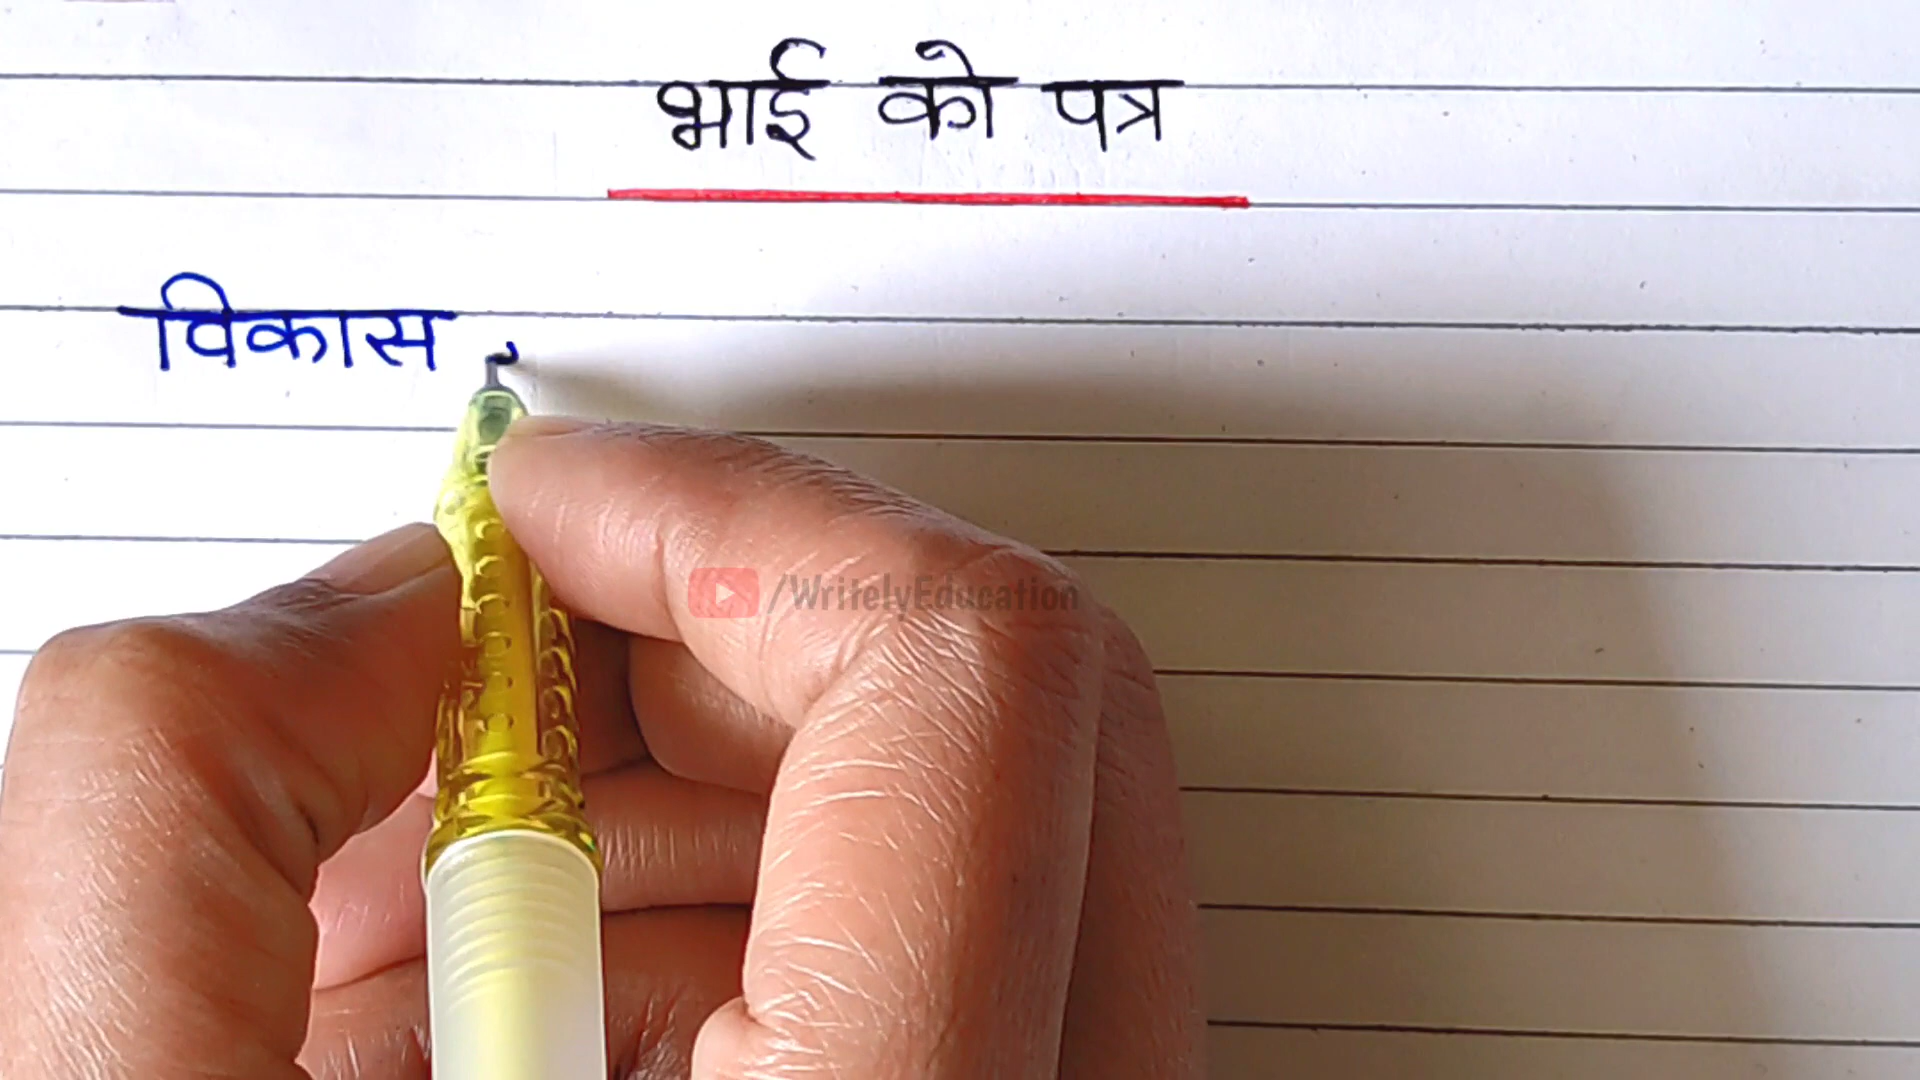 भाई को पत्र
विकास
/WritelyEducation